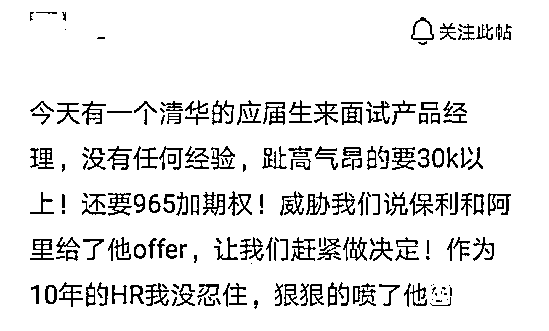 关注此帖
今天有一个清华的应届生来面试产品经
理，没有任何经验，趾高气昂的要30k以
上！还要965加期权！威胁我们说保利和阿
里给了他offer，让我们赶紧做决定！作为
10年的HR我没忍住，狠狠的喷了他